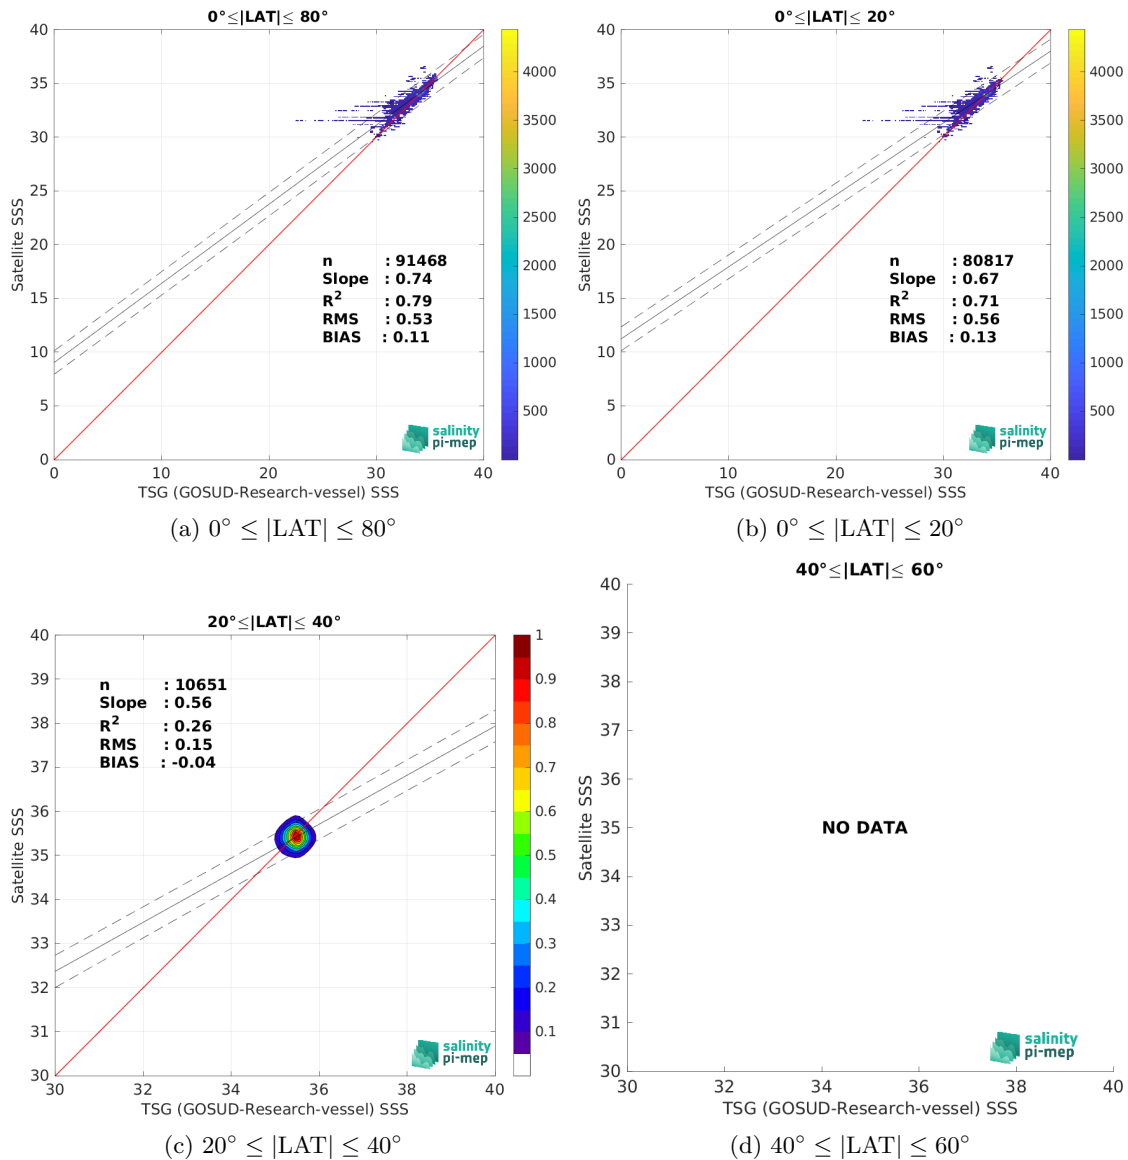 0°≤|LAT|≤ 80°
40
35
30
25
20
15
10
5
0
Satellite SSS
n : 91468
Slope : 0.74
R² : 0.79
RMS : 0.53
BIAS : 0.11
salinity
pi-mep
0 10 20 30 40
TSG (GOSUD-Research-vessel) SSS
4000
3500
3000
2500
2000
1500
1000
500
(a) 0° ≤ |LAT| ≤ 80°
0°≤|LAT|≤ 20°
40
35
30
25
20
15
10
5
0
Satellite SSS
n : 80817
Slope : 0.67
R² : 0.71
RMS : 0.56
BIAS : 0.13
salinity
pi-mep
0 10 20 30 40
TSG (GOSUD-Research-vessel) SSS
4000
3500
3000
2500
2000
1500
1000
500
(b) 0° ≤ |LAT| ≤ 20°
20°≤|LAT|≤ 40°
40
39
38
37
36
35
34
33
32
31
30
Satellite SSS
n : 10651
Slope : 0.56
R² : 0.26
RMS : 0.15
BIAS : -0.04
salinity
pi-mep
30 32 34 36 38 40
TSG (GOSUD-Research-vessel) SSS
1
0.9
0.8
0.7
0.6
0.5
0.4
0.3
0.2
0.1
(c) 20° ≤ |LAT| ≤ 40°
40°≤|LAT|≤ 60°
40
39
38
37
36
35
34
33
32
31
30
Satellite SSS
NO DATA
salinity
pi-mep
30 32 34 36 38 40
TSG (GOSUD-Research-vessel) SSS
(d) 40° ≤ |LAT| ≤ 60°